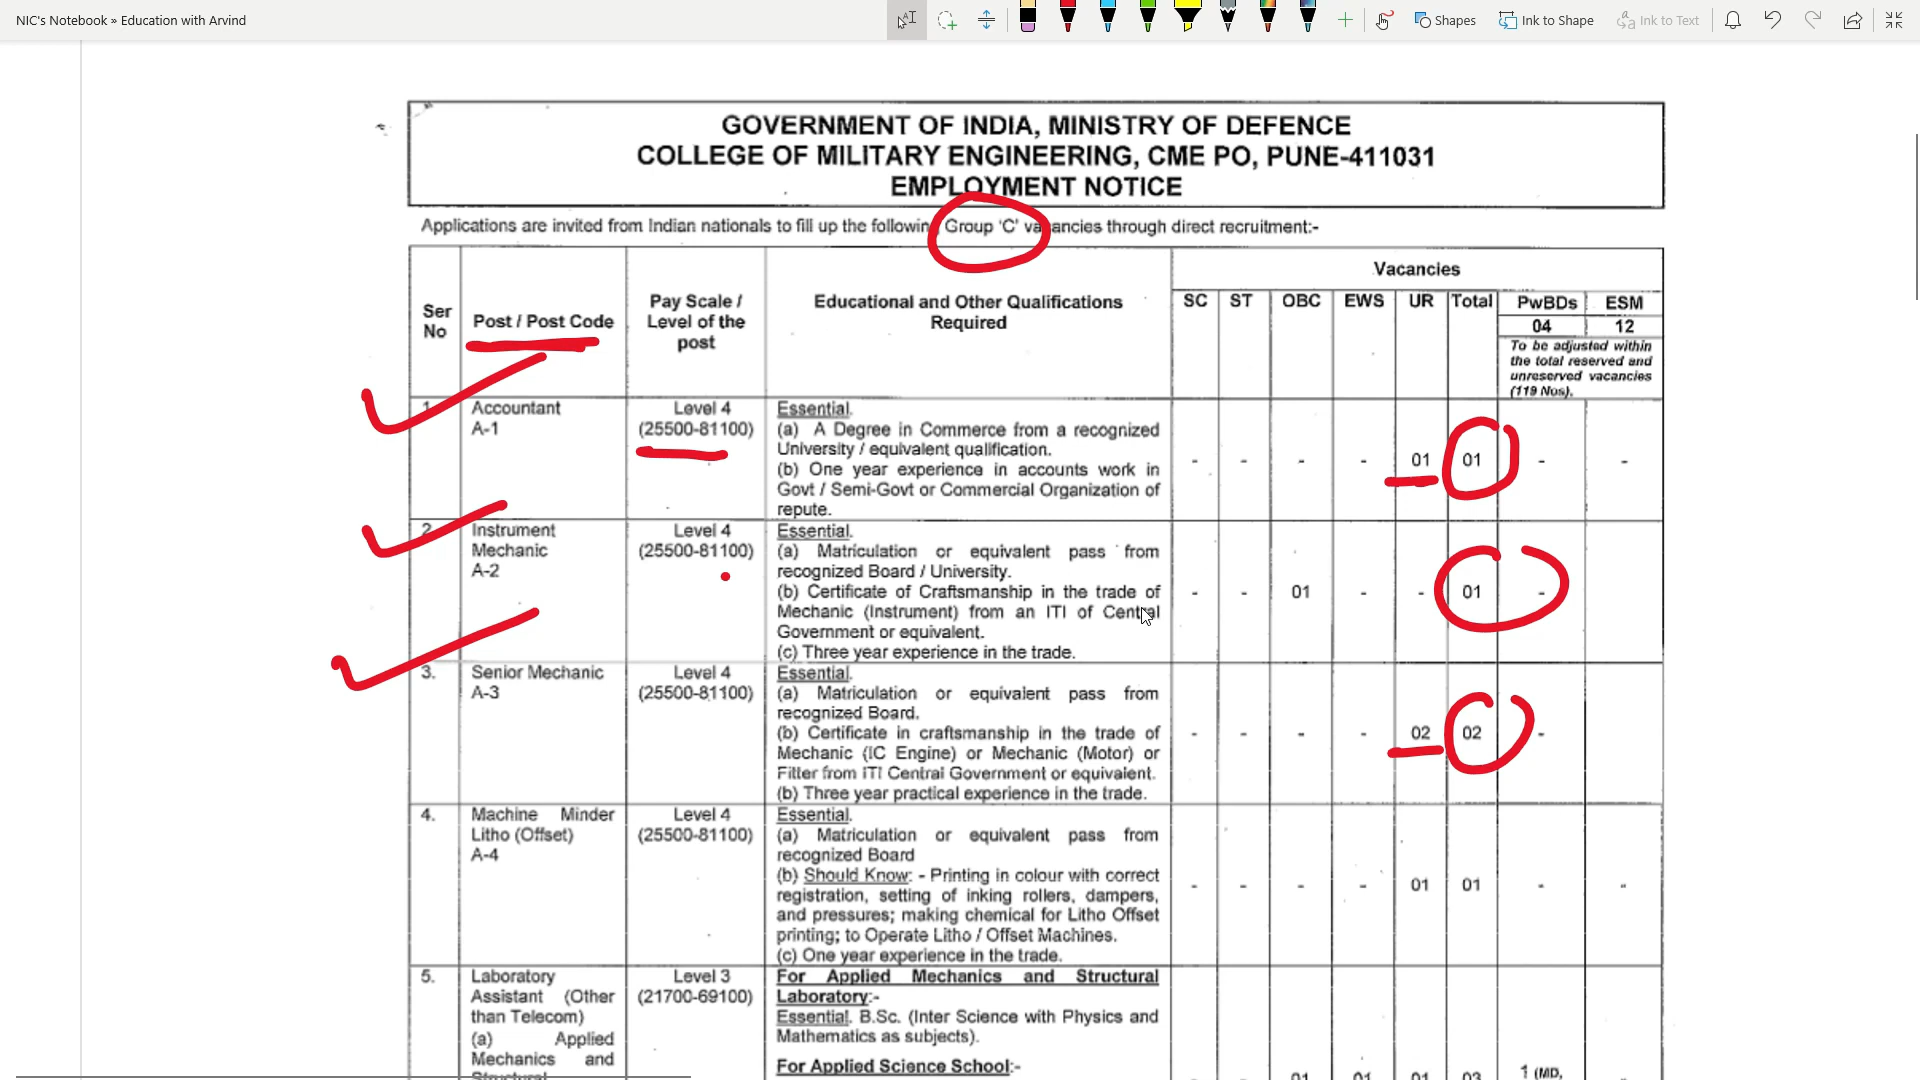 NIC's Notebook » Education with Arvind
Shapes
Ink to Shape
Ink to Text
GOVERNMENT OF INDIA, MINISTRY OF DEFENCE
COLLEGE OF MILITARY ENGINEERING, CME PO, PUNE-411031
EMPLOYMENT NOTICE
Applications are invited from Indian nationals to fill up the following Group 'C' vacancies through direct recruitment:-
Ser No
Post / Post Code
Pay Scale / Level of the post
Educational and Other Qualifications Required
Vacancies
SC ST OBC EWS UR Total PwBDs ESM
04 12
To be adjusted within
the total reserved and
unreserved vacancies
(119 Nos).
1.
Accountant
A-1
Level 4
(25500-81100)
Essential.
(a) A Degree in Commerce from a recognized
University / equivalent qualification.
(b) One year experience in accounts work in
Govt / Semi-Govt or Commercial Organization of
repute.
- - - - 01 01 - -
2.
Instrument
Mechanic
A-2
Level 4
(25500-81100)
Essential.
(a) Matriculation or equivalent pass from
recognized Board / University.
(b) Certificate of Craftsmanship in the trade of
Mechanic (Instrument) from an ITI of Central
Government or equivalent.
(c) Three year experience in the trade.
- - 01 - - 01 -
3.
Senior Mechanic
A-3
Level 4
(25500-81100)
Essential.
(a) Matriculation or equivalent pass from
recognized Board.
(b) Certificate in craftsmanship in the trade of
Mechanic (IC Engine) or Mechanic (Motor) or
Fitter from ITI Central Government or equivalent.
(b) Three year practical experience in the trade.
- - - - 02 02 -
4.
Machine Minder
Litho (Offset)
A-4
Level 4
(25500-81100)
Essential.
(a) Matriculation or equivalent pass from
recognized Board
(b) Should Know: - Printing in colour with correct
registration, setting of inking rollers, dampers,
and pressures; making chemical for Litho Offset
printing; to Operate Litho / Offset Machines.
(c) One year experience in the trade.
- - - - 01 01 - -
5.
Laboratory
Assistant (Other
than Telecom)
(a) Applied
Mechanics and
Structural
Level 3
(21700-69100)
For Applied Mechanics and Structural
Laboratory:-
Essential. B.Sc. (Inter Science with Physics and
Mathematics as subjects).
For Applied Science School:-
- - 01 01 01 03 1 (MD,